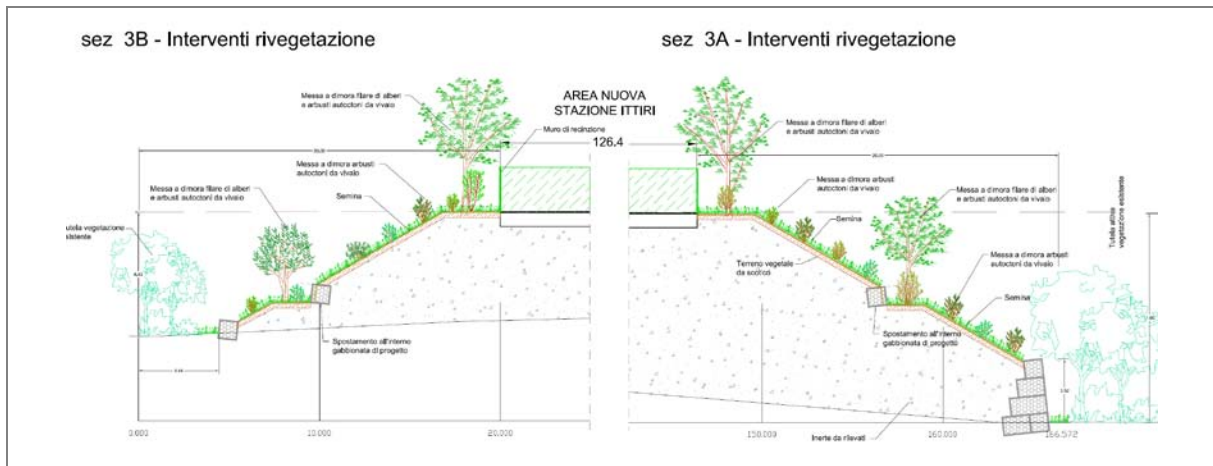 sez 3B - Interventi rivegetazione
sez 3A - Interventi rivegetazione
Messa a dimora filare di alberi
e arbusti autoctoni da vivaio
AREA NUOVA
STAZIONE ITTIRI
Muro di recinzione
126.4
Messa a dimora arbusti
autoctoni da vivaio
Messa a dimora filare di alberi
e arbusti autoctoni da vivaio
Semina
utela vegetazione
sistente
Spostamento all'interno
gabbionata di progetto
0.000
10.000
20.000
Messa a dimora filare di alberi
e arbusti autoctoni da vivaio
Messa a dimora arbusti
autoctoni da vivaio
Messa a dimora filare di alberi
e arbusti autoctoni da vivaio
Semina
Terreno vegetale
da scotico
Messa a dimora arbusti
autoctoni da vivaio
Semina
Spostamento all'interno
gabbionata di progetto
Inerte da rilevati
vegetazione esistente
150.000
160.000
166.572